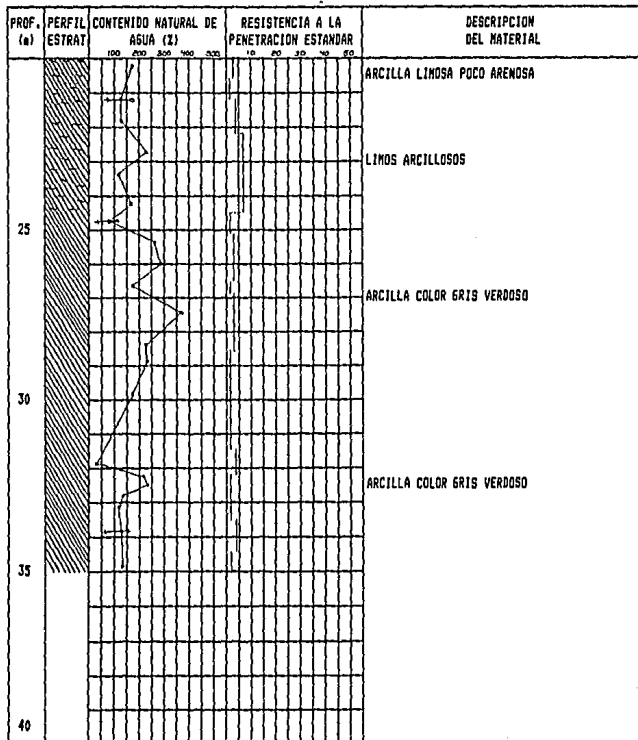 PROF. (m)
PERFIL ESTRAT
CONTENIDO NATURAL DE AGUA (%)
RESISTENCIA A LA PENETRACION ESTANDAR
DESCRIPCION DEL MATERIAL
100 200 300 400 500
10 20 30 40 50
ARCILLA LIMOSA POCO ARENOSA
LIMOS ARCILLOSOS
25
ARCILLA COLOR GRIS VERDOSO
30
ARCILLA COLOR GRIS VERDOSO
35
40